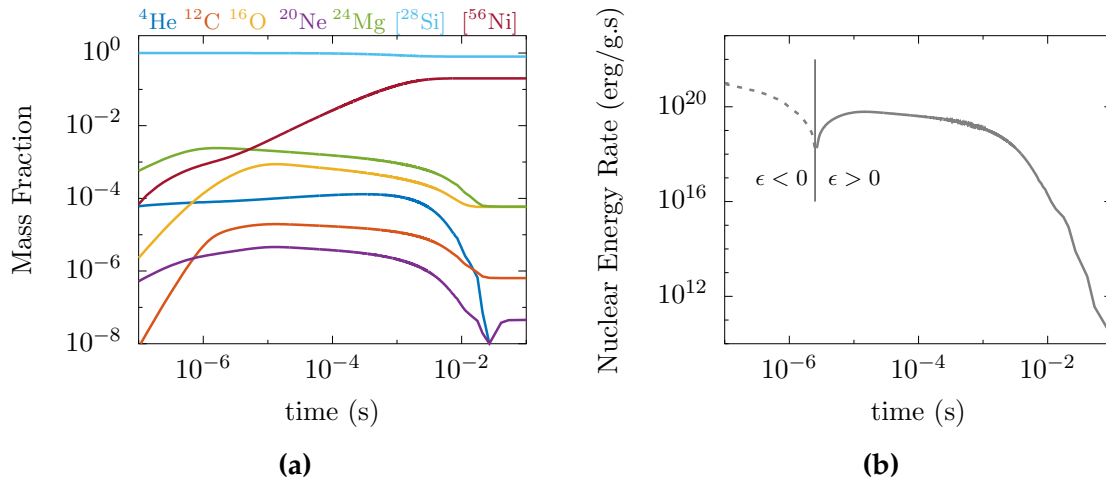 ⁴He ¹²C ¹⁶O ²⁰Ne ²⁴Mg [²⁸Si] [⁵⁶Ni]
10⁰
10⁻²
10⁻⁴
10⁻⁶
10⁻⁸
Mass Fraction
10⁻⁶ 10⁻⁴ 10⁻²
time (s)
(a)
Nuclear Energy Rate (erg/g.s)
10²⁰
10¹⁶
10¹²
ϵ < 0 ϵ > 0
10⁻⁶ 10⁻⁴ 10⁻²
time (s)
(b)